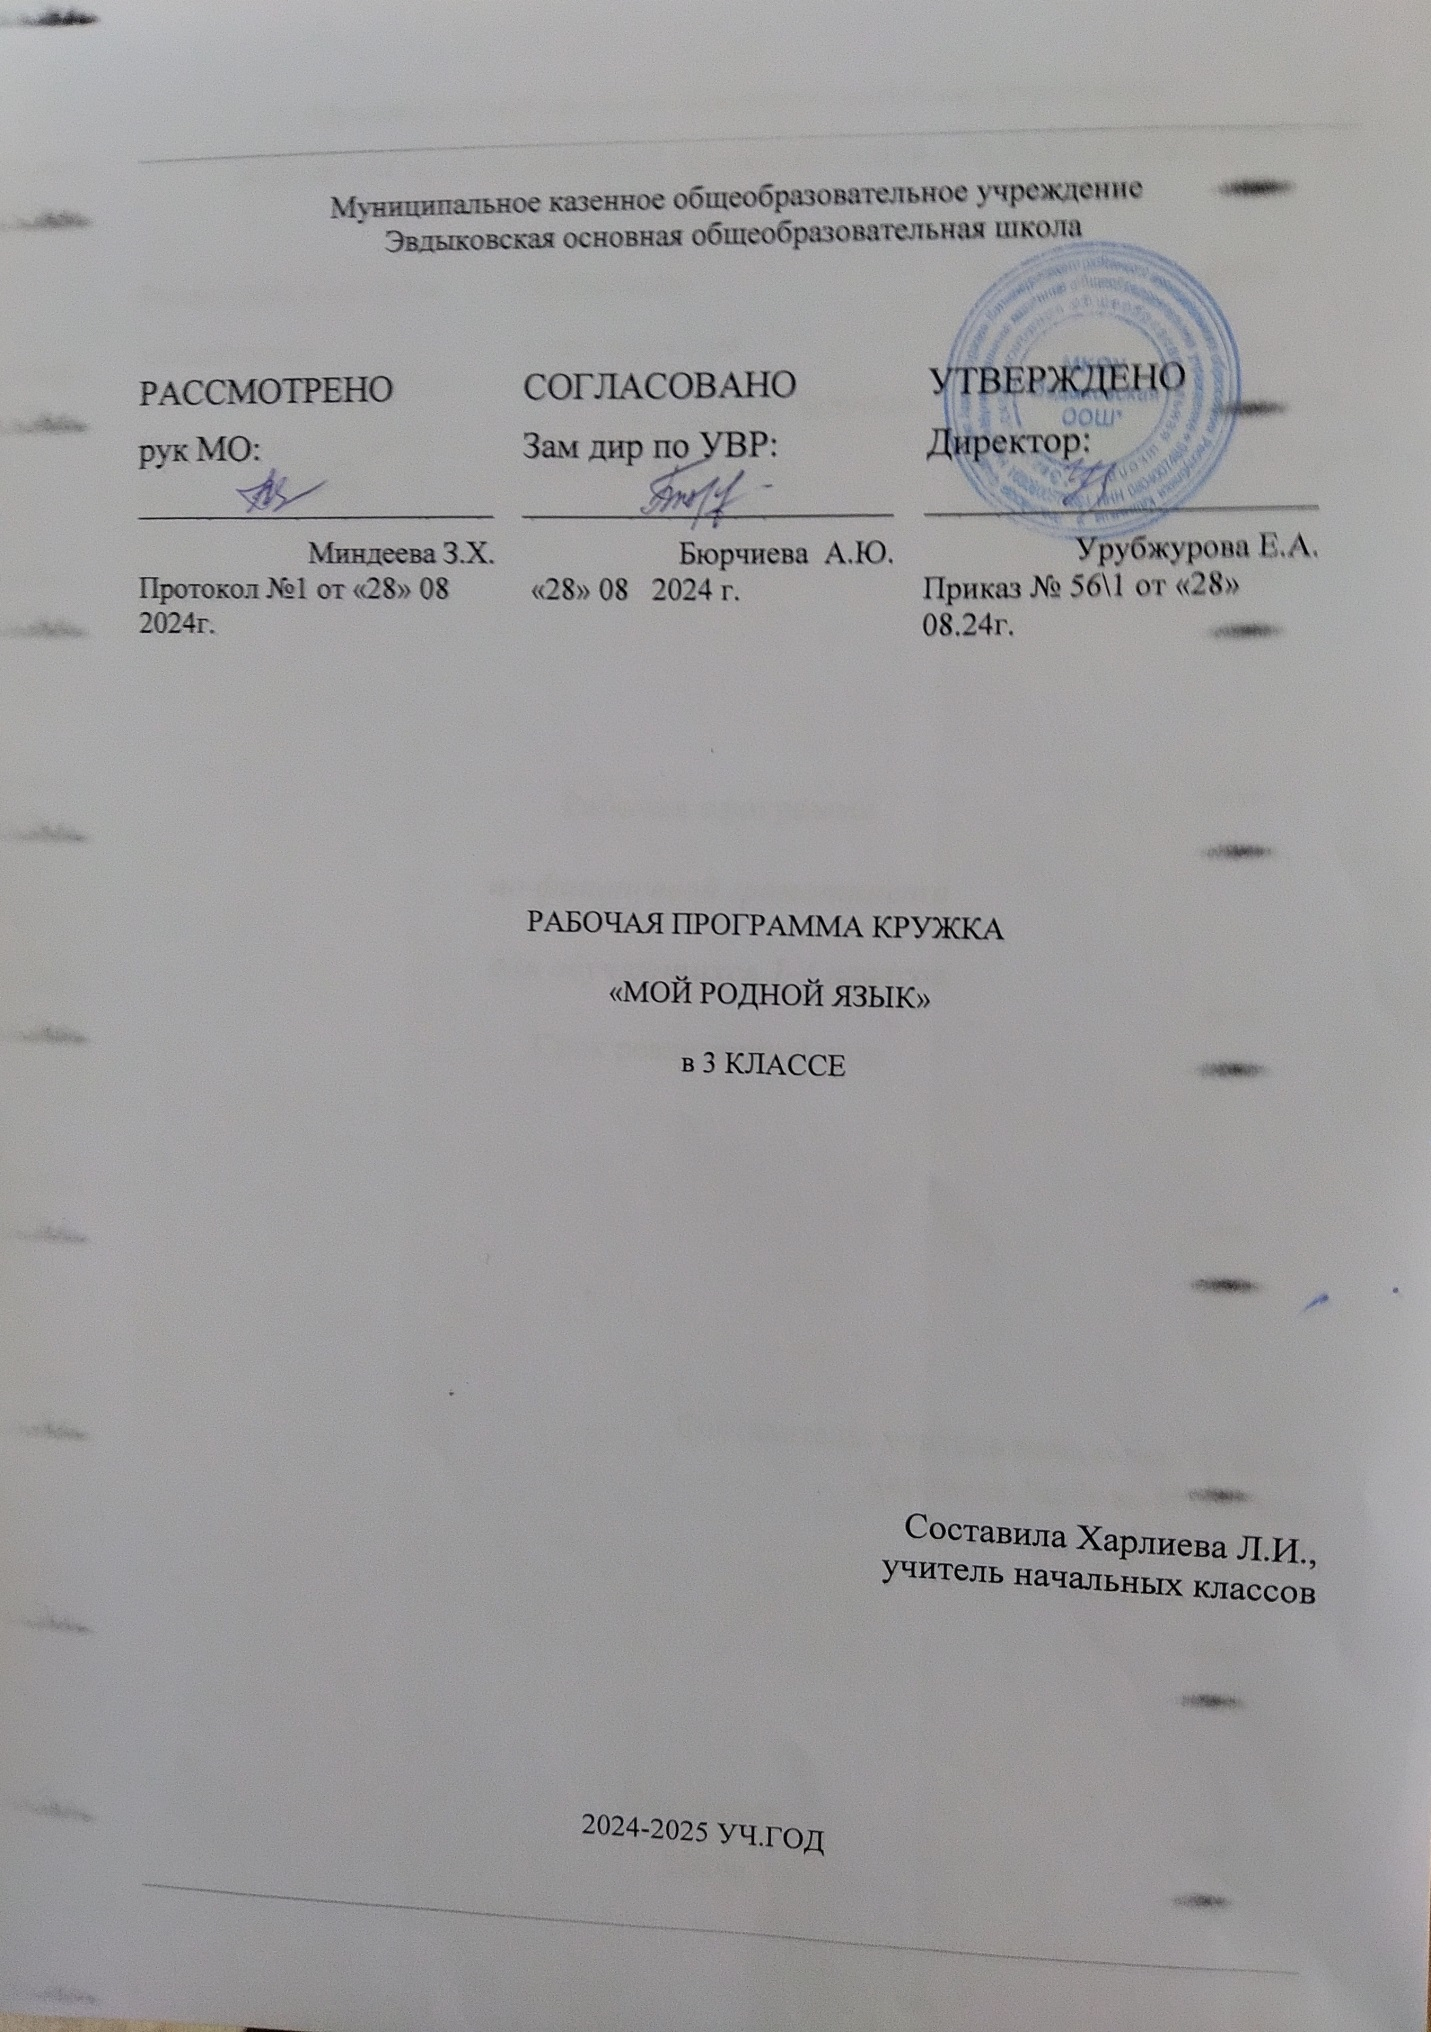 Муниципальное казенное общеобразовательное учреждение
Эвдыковская основная общеобразовательная школа
РАССМОТРЕНО
рук МО:
Миндеева З.Х.
Протокол №1 от «28» 08
2024г.
СОГЛАСОВАНО
Зам дир по УВР:
Бюрчиева А.Ю.
«28» 08 2024 г.
УТВЕРЖДЕНО
Директор:
Урубжурова Е.А.
Приказ № 56\1 от «28»
08.24г.
МКОУ
ООШ"
РАБОЧАЯ ПРОГРАММА КРУЖКА
«МОЙ РОДНОЙ ЯЗЫК»
в 3 КЛАССЕ
Составила Харлиева Л.И.,
учитель начальных классов
2024-2025 УЧ.ГОД